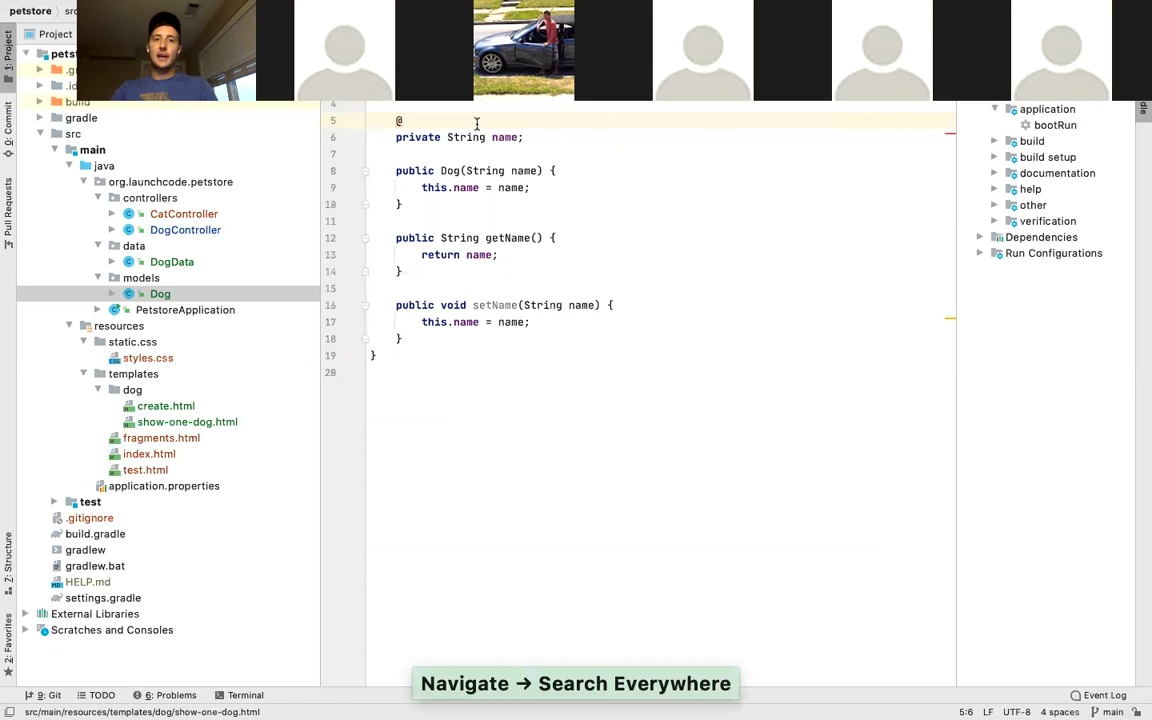 petstore
src
1: Project
Project
0: Commit
Pull Requests
Z: Structure
2: Favorites
build
gradle
src
main
java
org.launchcode.petstore
controllers
CatController
DogController
data
DogData
models
Dog
PetstoreApplication
resources
static.css
styles.css
templates
dog
create.html
show-one-dog.html
fragments.html
index.html
test.html
application.properties
test
.gitignore
build.gradle
gradlew
gradlew.bat
HELP.md
settings.gradle
External Libraries
Scratches and Consoles
4
5 @
6 private String name;
7
8 public Dog(String name) {
9 this.name = name;
10 }
11
12 public String getName() {
13 return name;
14 }
15
16 public void setName(String name) {
17 this.name = name;
18 }
19 }
20
application
bootRun
build
build setup
documentation
help
other
verification
Dependencies
Run Configurations
Navigate → Search Everywhere
9: Git
TODO
6: Problems
Terminal
Event Log
src/main/resources/templates/dog/show-one-dog.html
5:6 LF UTF-8 4 spaces main